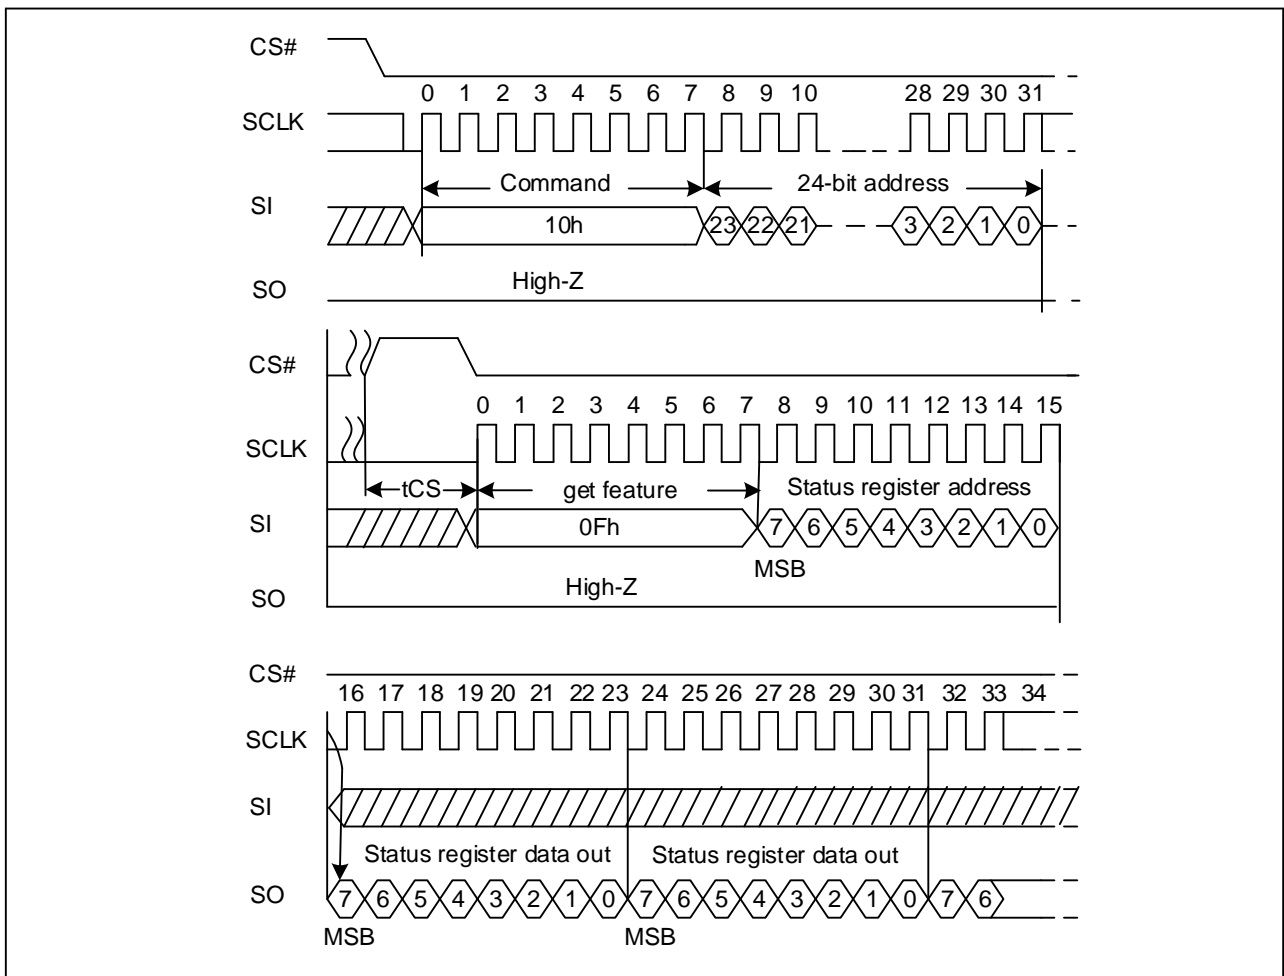 CS#
0 1 2 3 4 5 6 7 8 9 10 28 29 30 31
SCLK
Command 24-bit address
SI
10h 23 22 21 3 2 1 0
High-Z
SO
CS#
0 1 2 3 4 5 6 7 8 9 10 11 12 13 14 15
SCLK
tCS get feature Status register address
SI
0Fh 7 6 5 4 3 2 1 0
MSB
High-Z
SO
CS#
16 17 18 19 20 21 22 23 24 25 26 27 28 29 30 31 32 33 34
SCLK
SI
Status register data out Status register data out
SO
7 6 5 4 3 2 1 0 7 6 5 4 3 2 1 0 7 6
MSB MSB